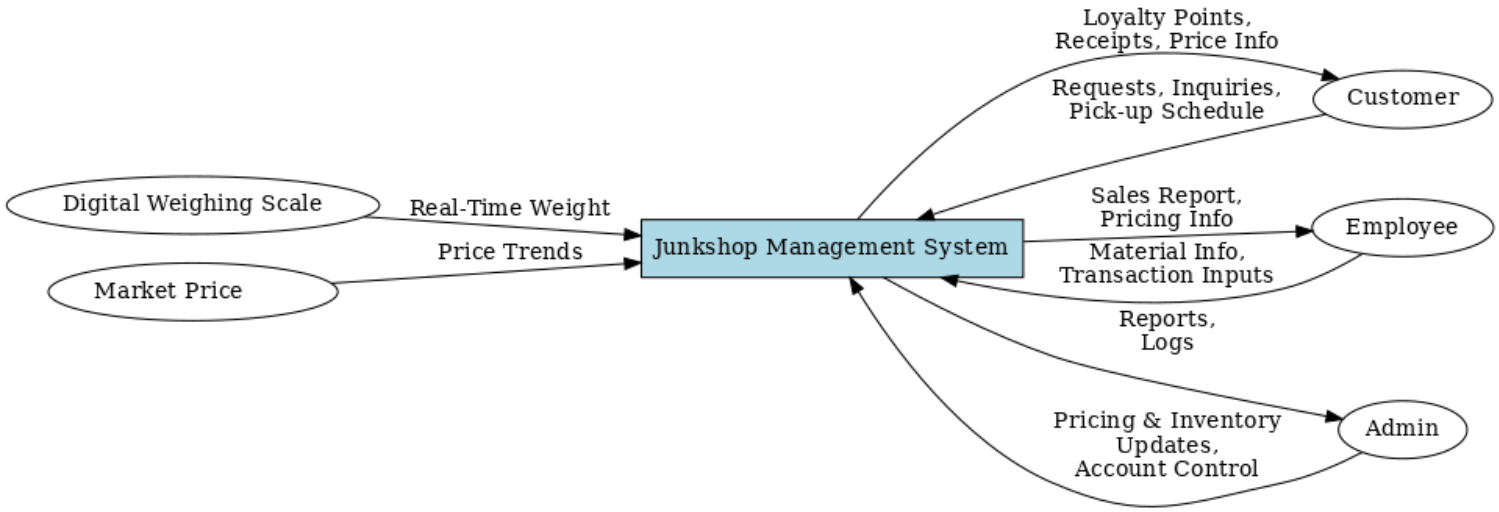 Loyalty Points,
Receipts, Price Info
Requests, Inquiries,
Pick-up Schedule
Customer
Digital Weighing Scale
Real-Time Weight
Sales Report,
Pricing Info
Employee
Junkshop Management System
Price Trends
Market Price
Material Info,
Transaction Inputs
Reports,
Logs
Pricing & Inventory
Updates,
Account Control
Admin